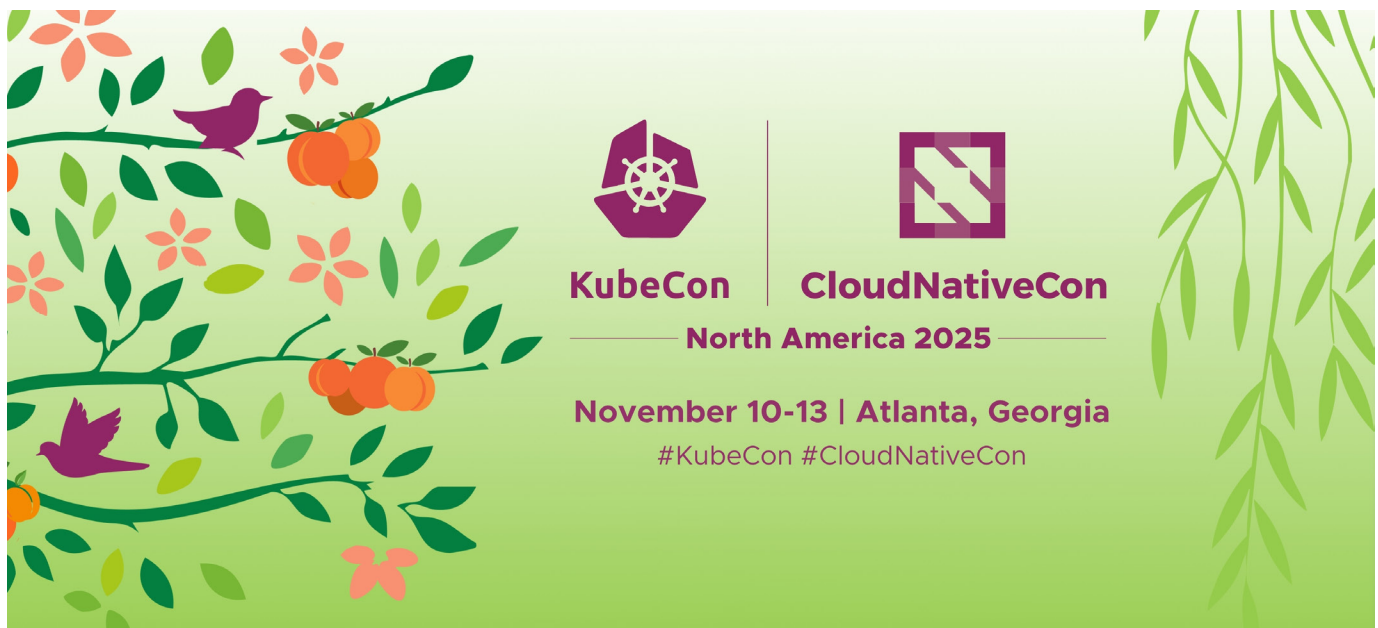 KubeCon
CloudNativeCon
North America 2025
November 10-13 | Atlanta, Georgia
#KubeCon #CloudNativeCon